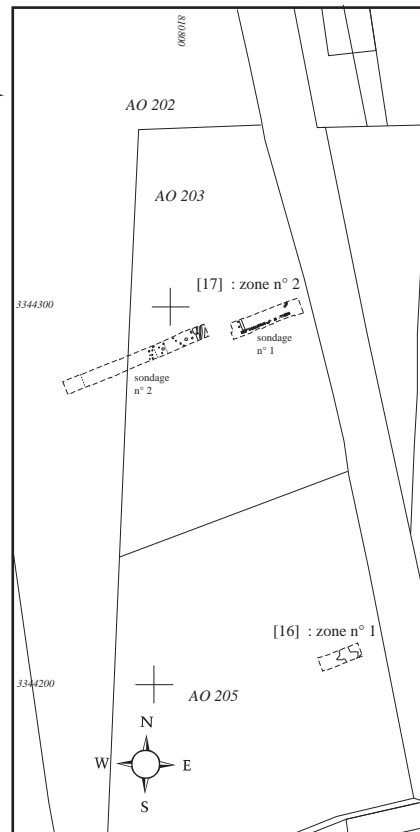 810800
AO 202
AO 203
[17] : zone n° 2
3344300
sondage
n° 1
sondage
n° 2
[16] : zone n° 1
3344200
AO 205
N
W
E
S